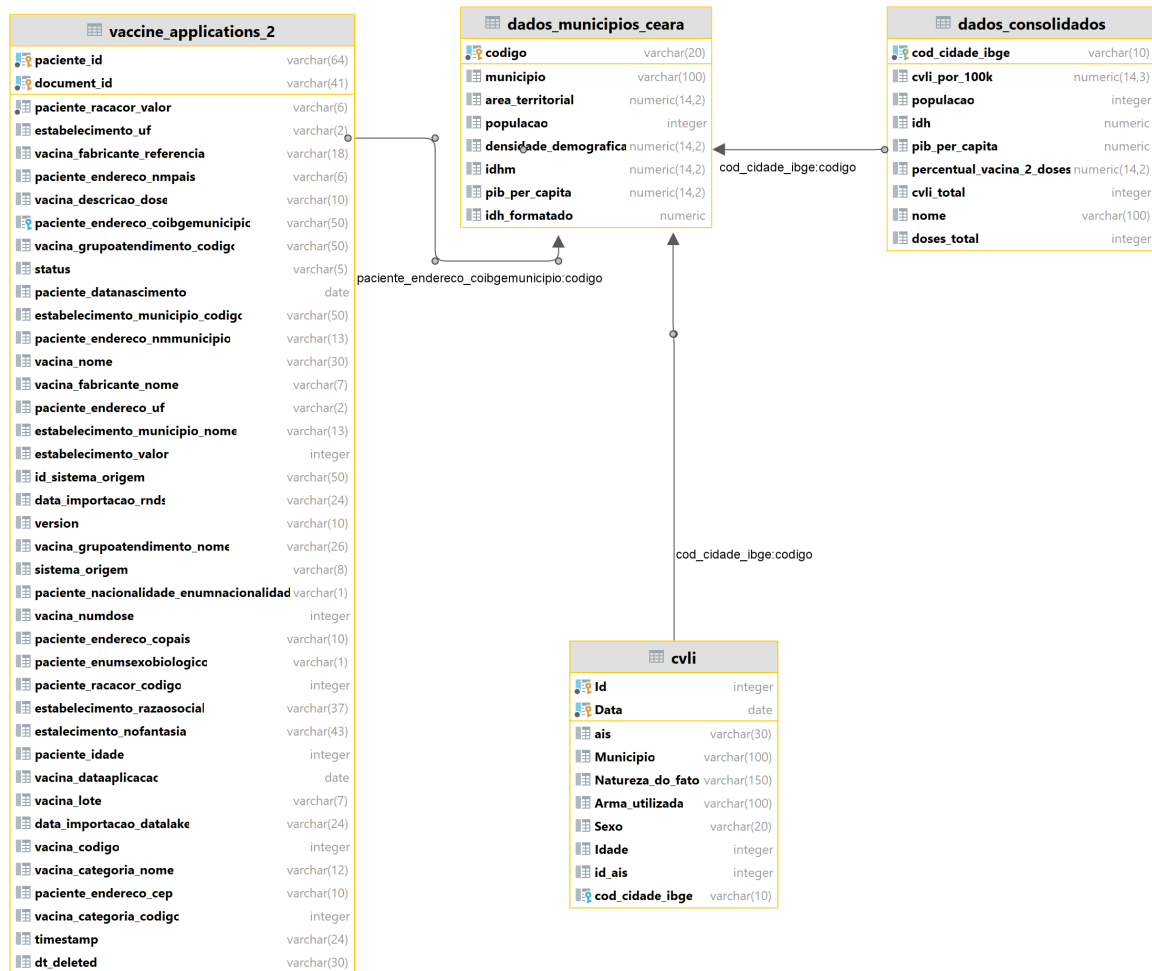 vaccine_applications_2
paciente_id varchar(64)
document_id varchar(41)
paciente_racacor_valor varchar(6)
estabelecimento_uf varchar(2)
vacina_fabricante_referencia varchar(18)
paciente_endereco_nmpais varchar(6)
vacina_descricao_dose varchar(10)
paciente_endereco_coibgemunicipio varchar(50)
vacina_grupoatendimento_codigo varchar(50)
status varchar(5)
paciente_datanascimento date
estabelecimento_municipio_codigo varchar(50)
paciente_endereco_nmmunicipio varchar(13)
vacina_nome varchar(30)
vacina_fabricante_nome varchar(7)
paciente_endereco_uf varchar(2)
estabelecimento_municipio_nome varchar(13)
estabelecimento_valor integer
id_sistema_origem varchar(50)
data_importacao_rnds varchar(24)
version varchar(10)
vacina_grupoatendimento_nome varchar(26)
sistema_origem varchar(8)
paciente_nacionalidade_enumnacionalidad varchar(1)
vacina_numdose integer
paciente_endereco_copais varchar(10)
paciente_enumsexobiologico varchar(1)
paciente_racacor_codigo integer
estabelecimento_razaosocial varchar(37)
estalecimento_nofantasia varchar(43)
paciente_idade integer
vacina_dataaplicacao date
vacina_lote varchar(7)
data_importacao_datalake varchar(24)
vacina_codigo integer
vacina_categoria_nome varchar(12)
paciente_endereco_cep varchar(10)
vacina_categoria_codigo integer
timestamp varchar(24)
dt_deleted varchar(30)
paciente_endereco_coibgemunicipio:codigo
dados_municipios_ceara
codigo varchar(20)
municipio varchar(100)
area_territorial numeric(14,2)
populacao integer
densidade_demografica numeric(14,2)
idhm numeric(14,2)
pib_per_capita numeric(14,2)
idh_formatado numeric
cod_cidade_ibge:codigo
dados_consolidados
cod_cidade_ibge varchar(10)
cvli_por_100k numeric(14,3)
populacao integer
idh numeric
pib_per_capita numeric
percentual_vacina_2_doses numeric(14,2)
cvli_total integer
nome varchar(100)
doses_total integer
cod_cidade_ibge:codigo
cvli
Id integer
Data date
ais varchar(30)
Municipio varchar(100)
Natureza_do_fato varchar(150)
Arma_utilizada varchar(100)
Sexo varchar(20)
Idade integer
id_ais integer
cod_cidade_ibge varchar(10)